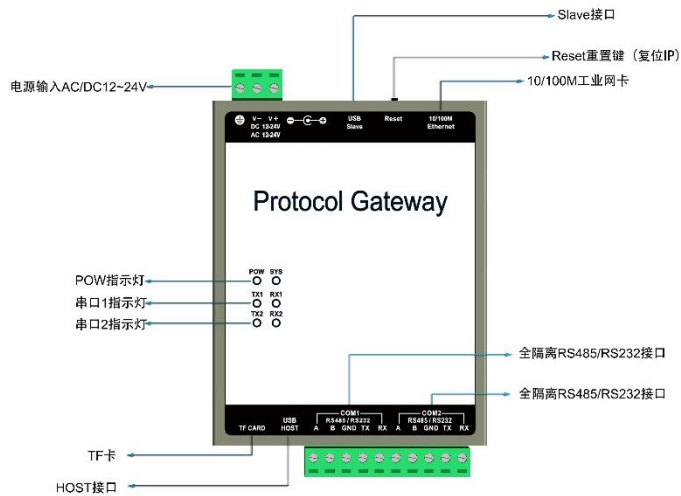 Slave接口
Reset重置键（复位IP）
电源输入AC/DC12~24V
10/100M工业网卡
V− V+
DC 12-24V
AC 12-24V
USB
Slave
Reset
10/100M
Ethernet
Protocol Gateway
POW SYS
POW指示灯
TX1 RX1
串口1指示灯
TX2 RX2
串口2指示灯
全隔离RS485/RS232接口
全隔离RS485/RS232接口
TF CARD
USB
HOST
COM1
RS485/RS232
A B GND TX RX
COM2
RS485/RS232
A B GND TX RX
TF卡
HOST接口